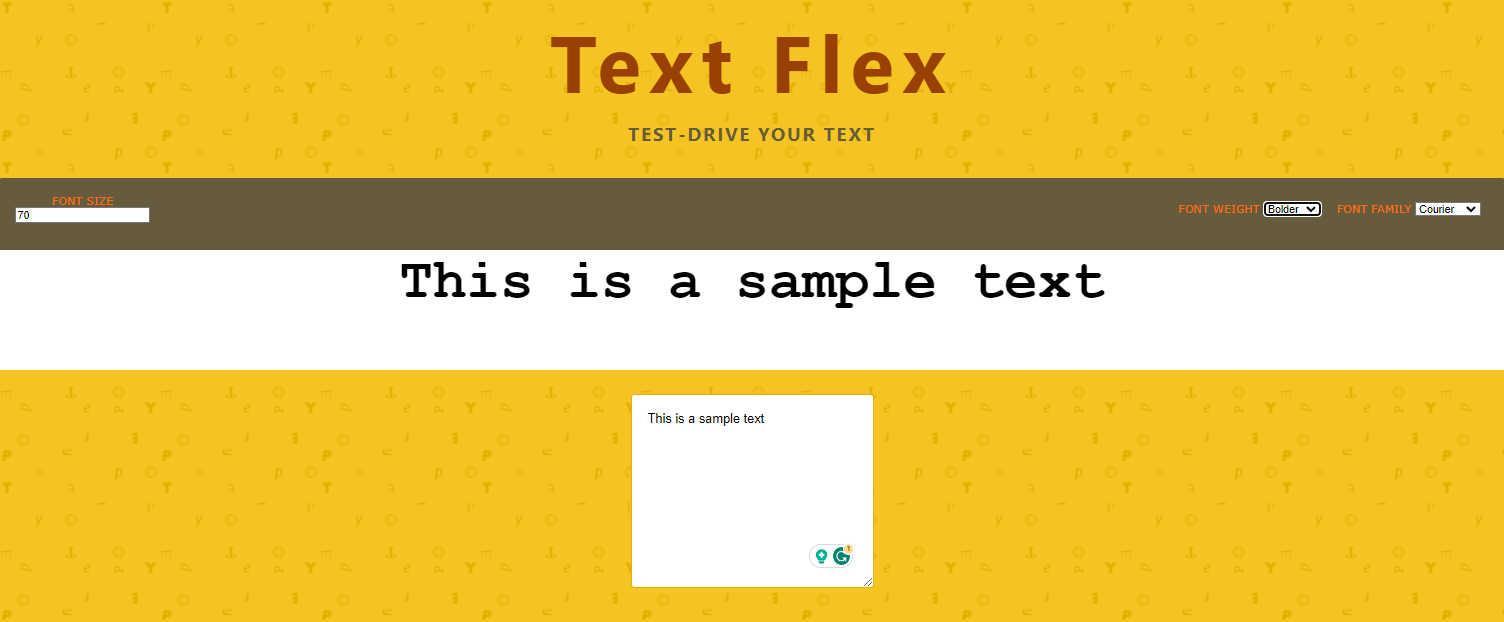 Text Flex
TEST-DRIVE YOUR TEXT
FONT SIZE
70
FONT WEIGHT Bolder FONT FAMILY Courier
This is a sample text
This is a sample text
1